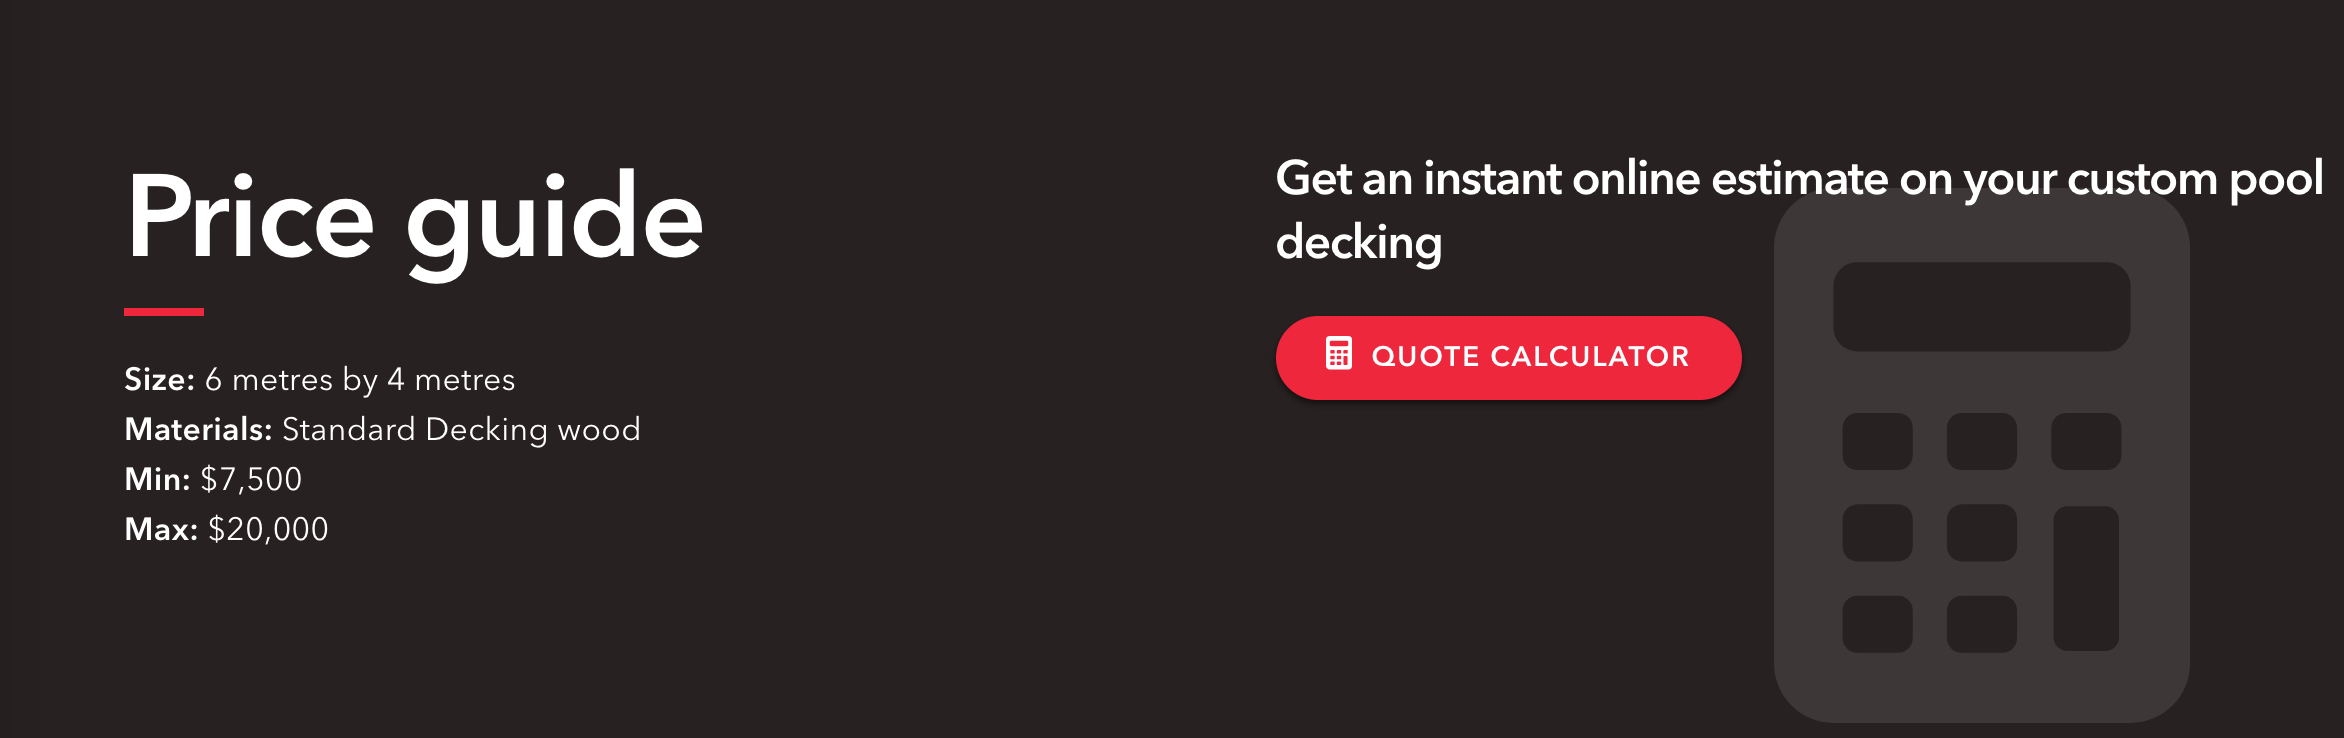 Price guide
Size: 6 metres by 4 metres
Materials: Standard Decking wood
Min: $7,500
Max: $20,000
Get an instant online estimate on your custom pool
decking
QUOTE CALCULATOR